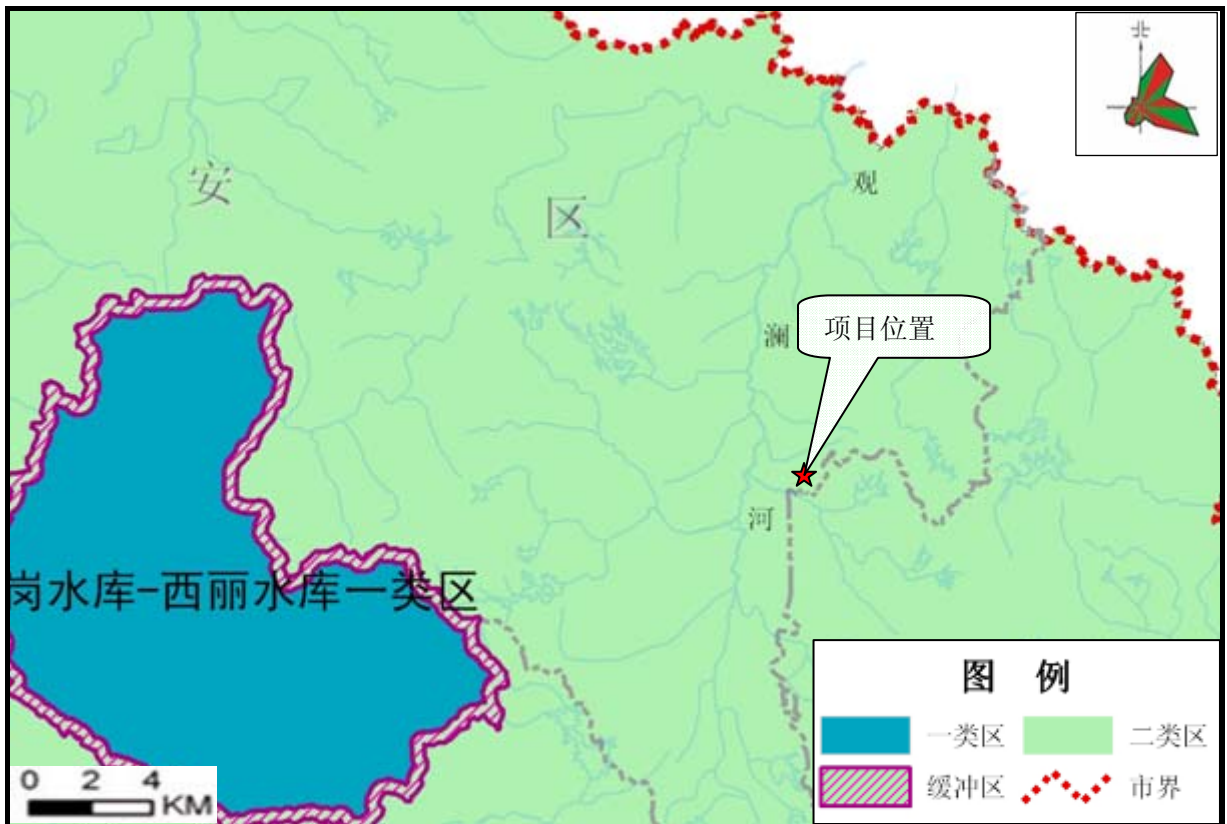 北
安
区
观
澜
河
项目位置
岗水库-西丽水库一类区
图 例
一类区 二类区
缓冲区 市界
0 2 4
KM